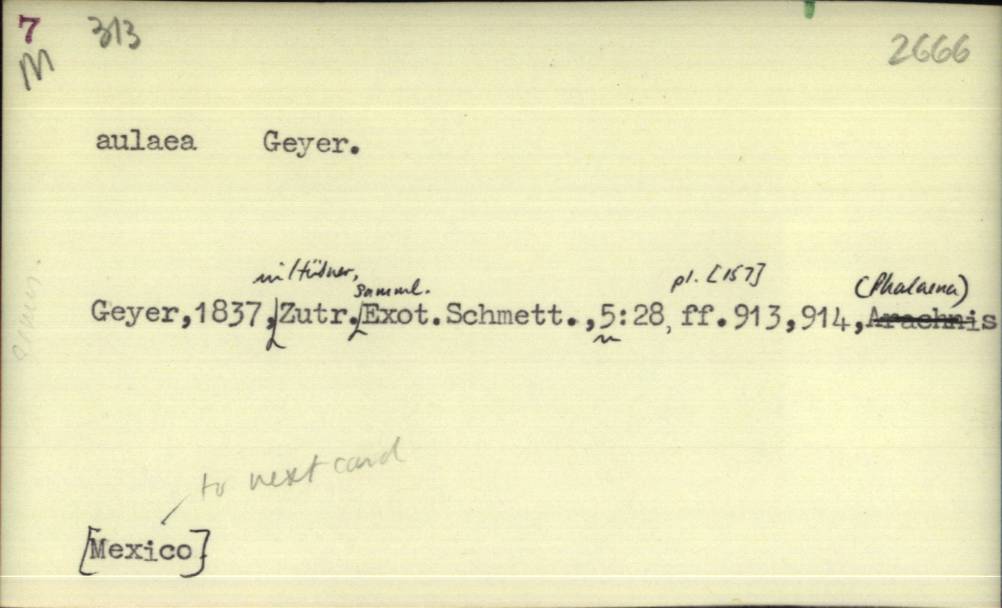 7 313 2666
M
aulaea Geyer.
in Hübner, samml. pl. [157] (Phalaena)
Geyer,1837,Zutr.Exot.Schmett.,5:28, ff.913,914,Arachnis
to next card
[Mexico]